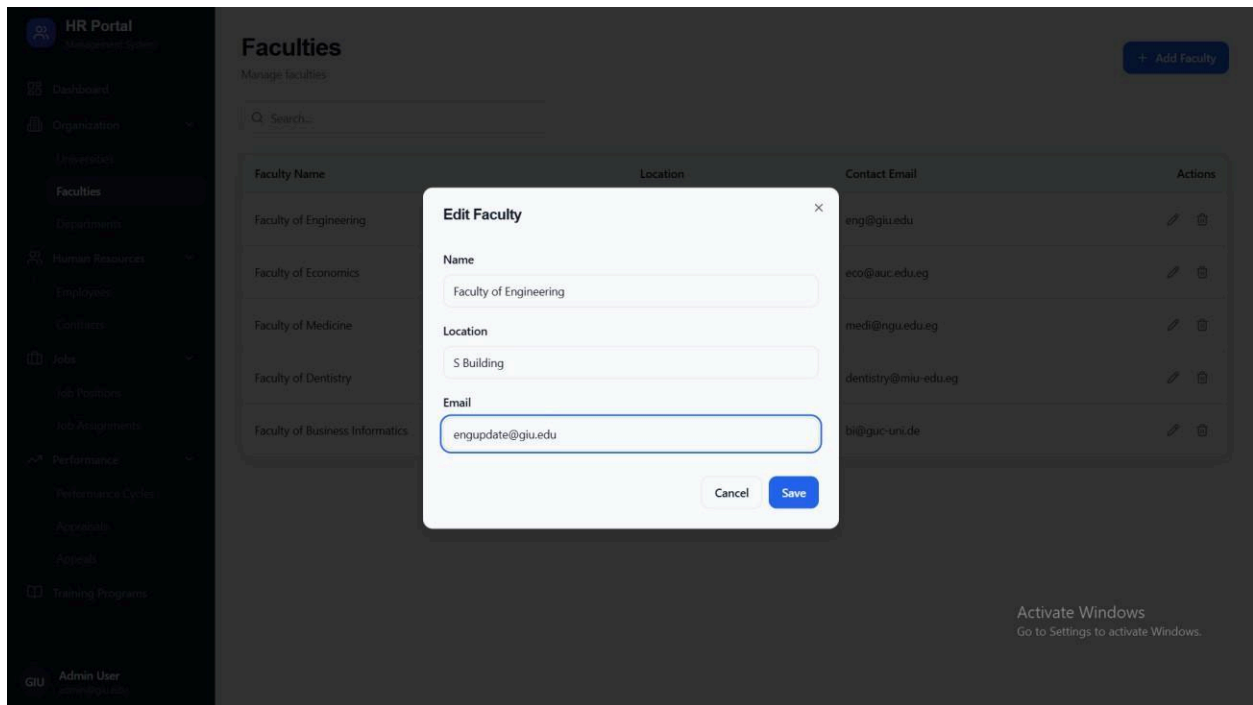 HR Portal
Management System
Dashboard
Organization
Universities
Faculties
Departments
Human Resources
Employees
Contracts
Jobs
Job Positions
Job Assignments
Performance
Performance Cycles
Appraisals
Appeals
Training Programs
GIU
Admin User
admin@giu.edu
Faculties
Manage faculties
+ Add Faculty
Search...
Faculty Name Location Contact Email Actions
Faculty of Engineering eng@giu.edu
Faculty of Economics eco@auc.edu.eg
Faculty of Medicine medi@ngu.edu.eg
Faculty of Dentistry dentistry@miu-edu.eg
Faculty of Business Informatics bi@guc-uni.de
Edit Faculty
Name
Faculty of Engineering
Location
S Building
Email
engupdate@giu.edu
Cancel Save
Activate Windows
Go to Settings to activate Windows.